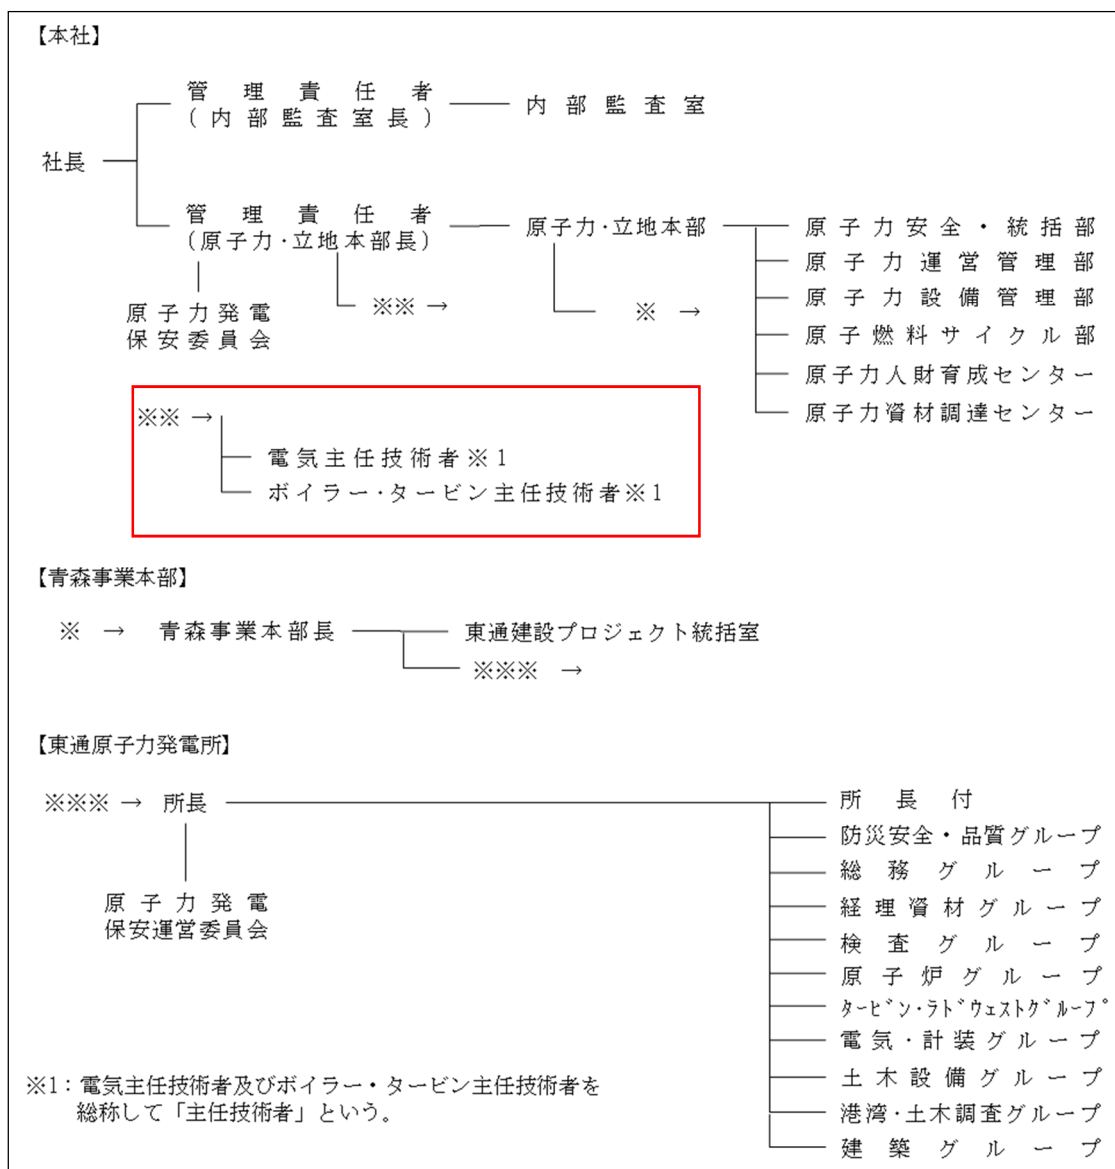 【本社】
管理責任者
(内部監査室長)
内部監査室
社長
管理責任者
(原子力･立地本部長)
原子力･立地本部
原子力安全・統括部
原子力運営管理部
原子力設備管理部
原子燃料サイクル部
原子力人財育成センター
原子力資材調達センター
※※ →
※ →
原子力発電
保安委員会
※※ →
電気主任技術者※1
ボイラー･タービン主任技術者※1
【青森事業本部】
※ → 青森事業本部長
東通建設プロジェクト統括室
※※※ →
【東通原子力発電所】
※※※ → 所長
原子力発電
保安運営委員会
所長付
防災安全・品質グループ
総務グループ
経理資材グループ
検査グループ
原子炉グループ
ﾀｰﾋﾞﾝ･ﾗﾄﾞｳｪｽﾄｸﾞﾙｰﾌﾟ
電気・計装グループ
土木設備グループ
港湾･土木調査グループ
建築グループ
※1：電気主任技術者及びボイラー・タービン主任技術者を
総称して「主任技術者」という。